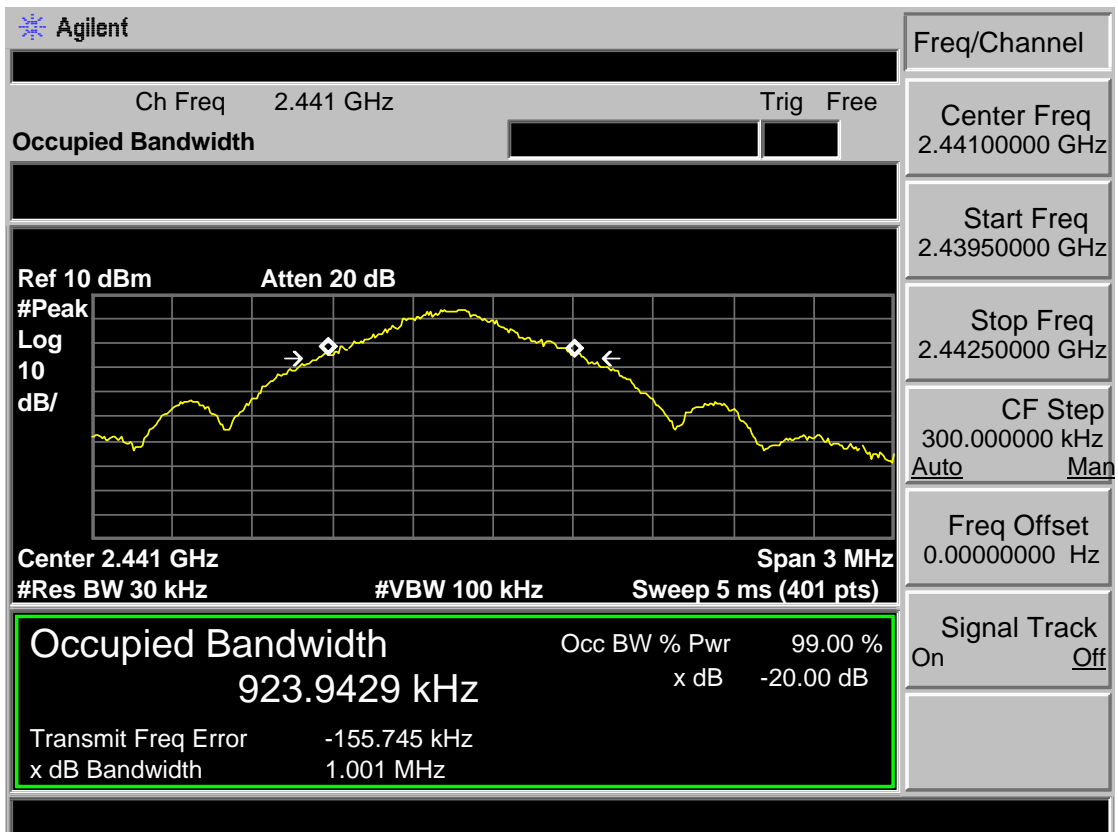 Agilent
Freq/Channel
Ch Freq 2.441 GHz Trig Free
Occupied Bandwidth
Center Freq
2.44100000 GHz
Start Freq
2.43950000 GHz
Stop Freq
2.44250000 GHz
CF Step
300.000000 kHz
Auto Man
Freq Offset
0.00000000 Hz
Signal Track
On Off
Ref 10 dBm Atten 20 dB
#Peak
Log
10
dB/
Center 2.441 GHz Span 3 MHz
#Res BW 30 kHz #VBW 100 kHz Sweep 5 ms (401 pts)
Occupied Bandwidth Occ BW % Pwr 99.00 %
923.9429 kHz x dB -20.00 dB
Transmit Freq Error -155.745 kHz
x dB Bandwidth 1.001 MHz